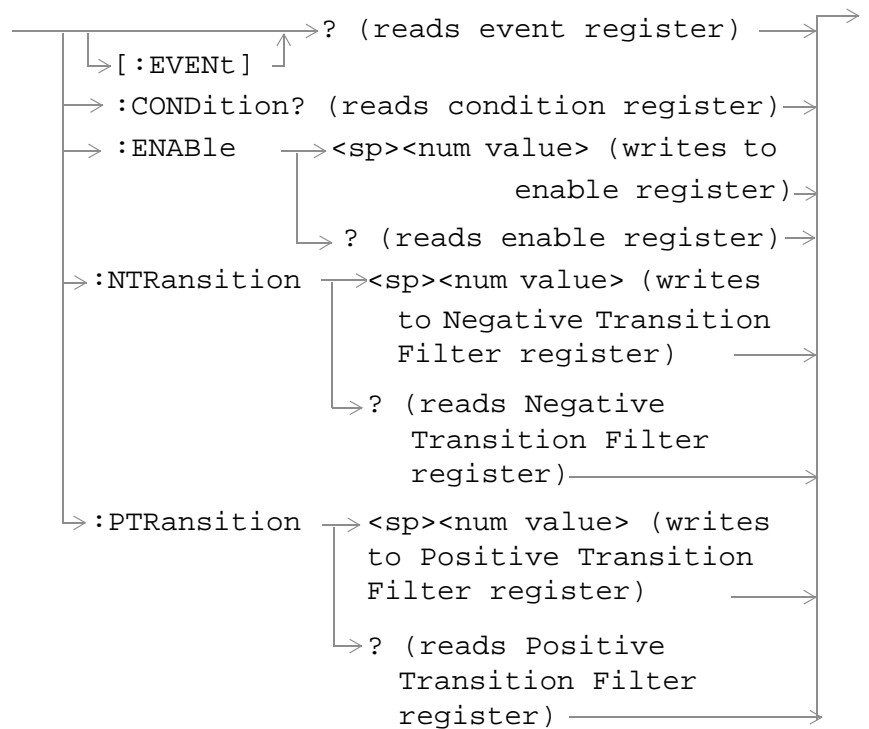 ? (reads event register)
[:EVENt]
:CONDition? (reads condition register)
:ENABle <sp><num value> (writes to
enable register)
? (reads enable register)
:NTRansition <sp><num value> (writes
to Negative Transition
Filter register)
? (reads Negative
Transition Filter
register)
:PTRansition <sp><num value> (writes
to Positive Transition
Filter register)
? (reads Positive
Transition Filter
register)